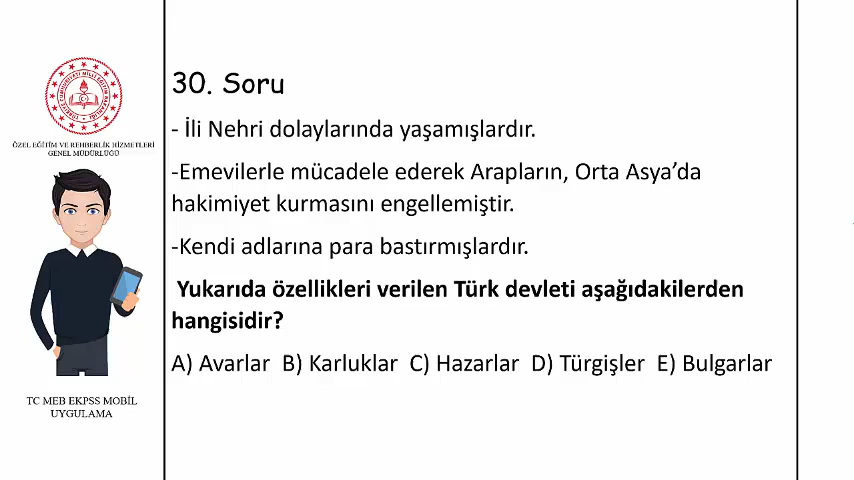 30. Soru
- İli Nehri dolaylarında yaşamışlardır.
-Emevilerle mücadele ederek Arapların, Orta Asya’da
hakimiyet kurmasını engellemiştir.
-Kendi adlarına para bastırmışlardır.
Yukarıda özellikleri verilen Türk devleti aşağıdakilerden
hangisidir?
A) Avarlar B) Karluklar C) Hazarlar D) Türgişler E) Bulgarlar
ÖZEL EĞİTİM VE REHBERLİK HİZMETLERİ
GENEL MÜDÜRLÜĞÜ
TC MEB EKPSS MOBİL
UYGULAMA